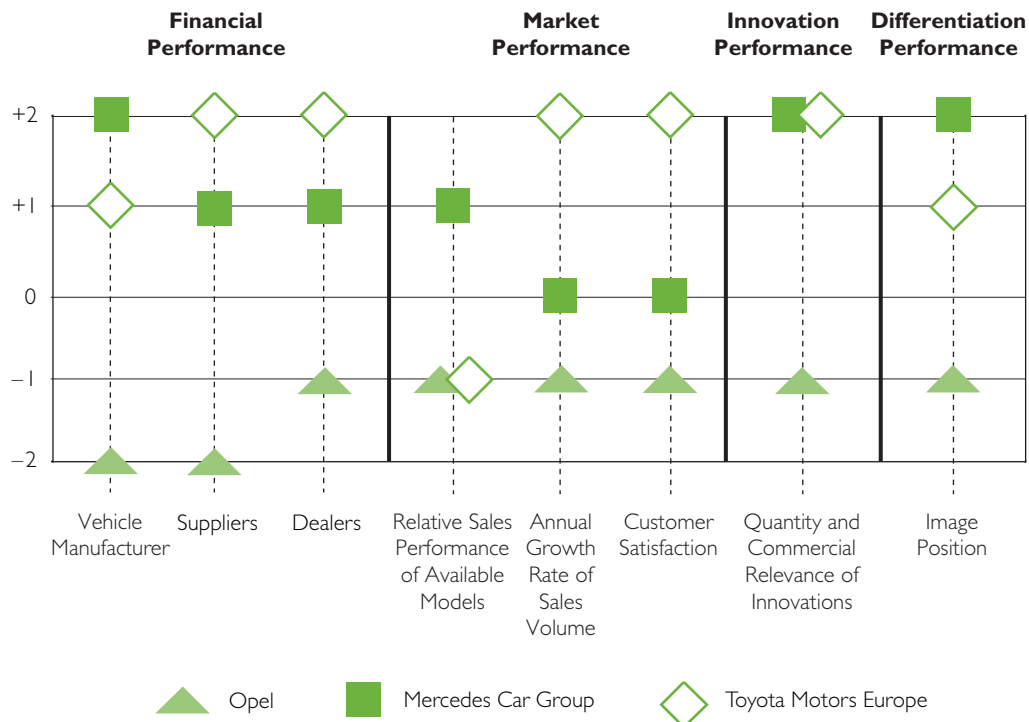 Financial
Performance
Market
Performance
Innovation
Performance
Differentiation
Performance
+2
+1
0
−1
−2
Vehicle
Manufacturer
Suppliers
Dealers
Relative Sales
Performance
of Available
Models
Annual
Growth
Rate of
Sales
Volume
Customer
Satisfaction
Quantity and
Commercial
Relevance of
Innovations
Image
Position
Opel
Mercedes Car Group
Toyota Motors Europe